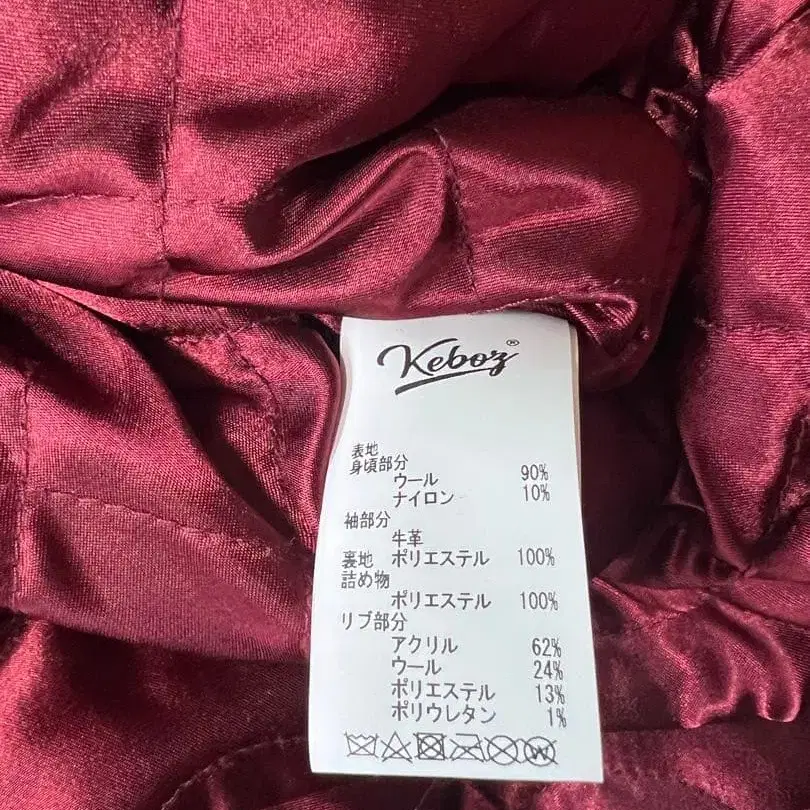 Keboz®
表地
身頃部分
ウール 90%
ナイロン 10%
袖部分
牛革
裏地 ポリエステル 100%
詰め物
ポリエステル 100%
リブ部分
アクリル 62%
ウール 24%
ポリエステル 13%
ポリウレタン 1%